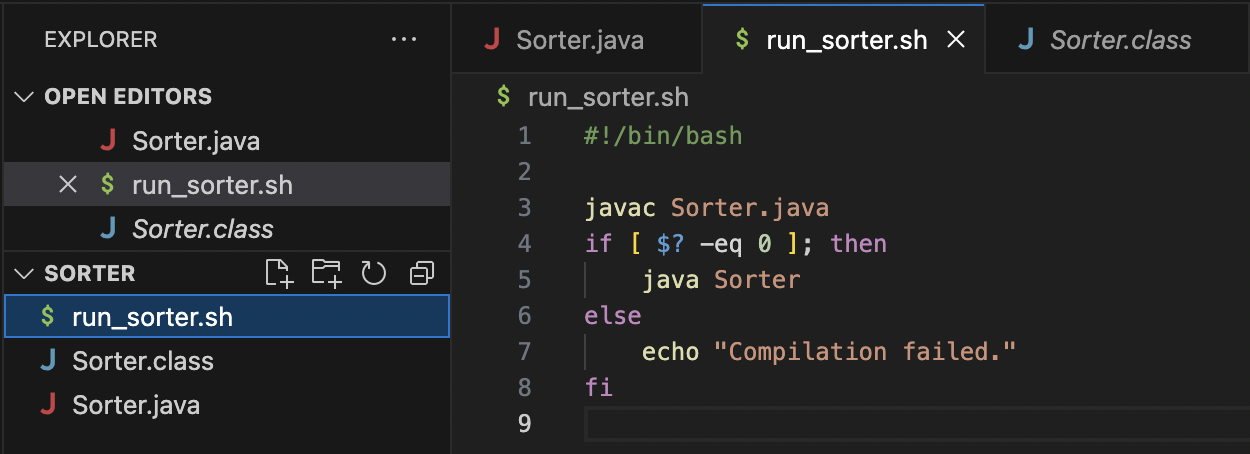 EXPLORER ···
OPEN EDITORS
J Sorter.java
$ run_sorter.sh
J Sorter.class
SORTER
$ run_sorter.sh
J Sorter.class
J Sorter.java
J Sorter.java $ run_sorter.sh J Sorter.class
$ run_sorter.sh
1 #!/bin/bash
2
3 javac Sorter.java
4 if [ $? -eq 0 ]; then
5     java Sorter
6 else
7     echo "Compilation failed."
8 fi
9